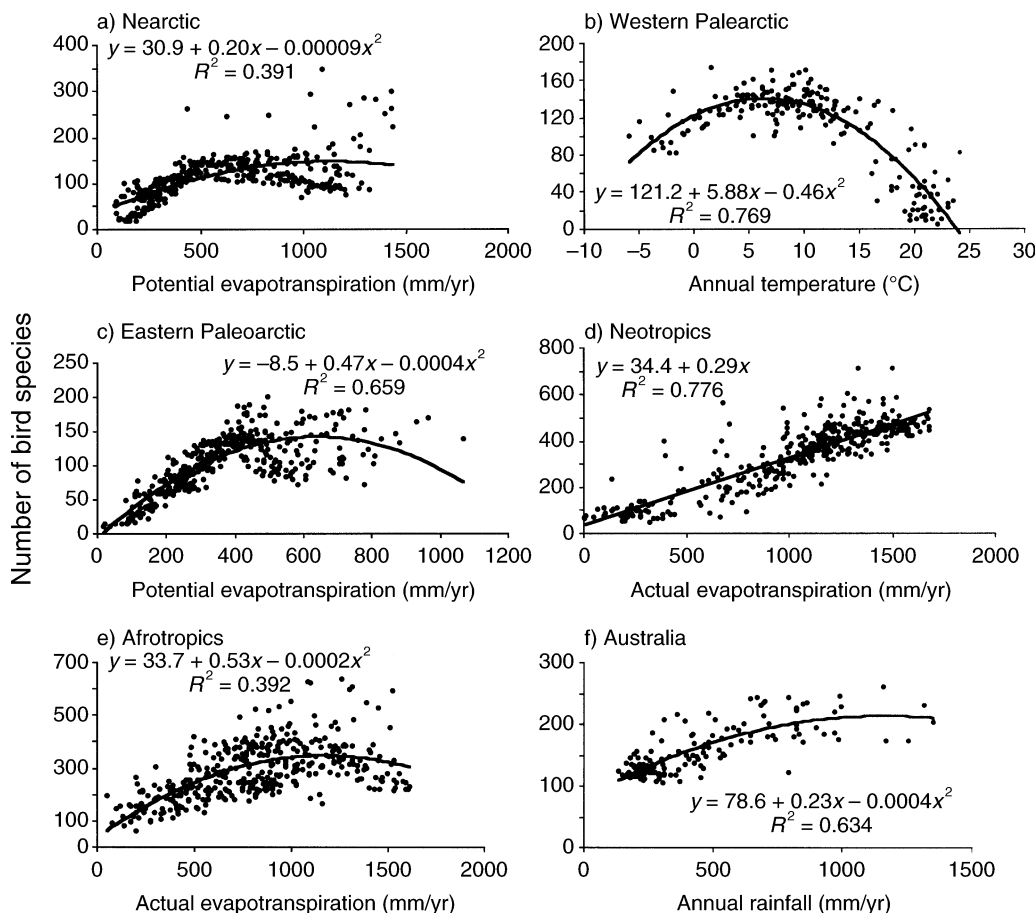 a) Nearctic
y = 30.9 + 0.20x – 0.00009x²
R² = 0.391
400
300
200
100
0
0 500 1000 1500 2000
Potential evapotranspiration (mm/yr)
b) Western Palearctic
200
160
120
80
40
0
y = 121.2 + 5.88x – 0.46x²
R² = 0.769
–10 –5 0 5 10 15 20 25 30
Annual temperature (°C)
Number of bird species
c) Eastern Paleoarctic
y = –8.5 + 0.47x – 0.0004x²
R² = 0.659
250
200
150
100
50
0
0 200 400 600 800 1000 1200
Potential evapotranspiration (mm/yr)
d) Neotropics
y = 34.4 + 0.29x
R² = 0.776
800
600
400
200
0
0 500 1000 1500 2000
Actual evapotranspiration (mm/yr)
e) Afrotropics
y = 33.7 + 0.53x – 0.0002x²
R² = 0.392
700
500
400
300
100
0
0 500 1000 1500 2000
Actual evapotranspiration (mm/yr)
f) Australia
300
200
100
0
y = 78.6 + 0.23x – 0.0004x²
R² = 0.634
0 500 1000 1500
Annual rainfall (mm/yr)